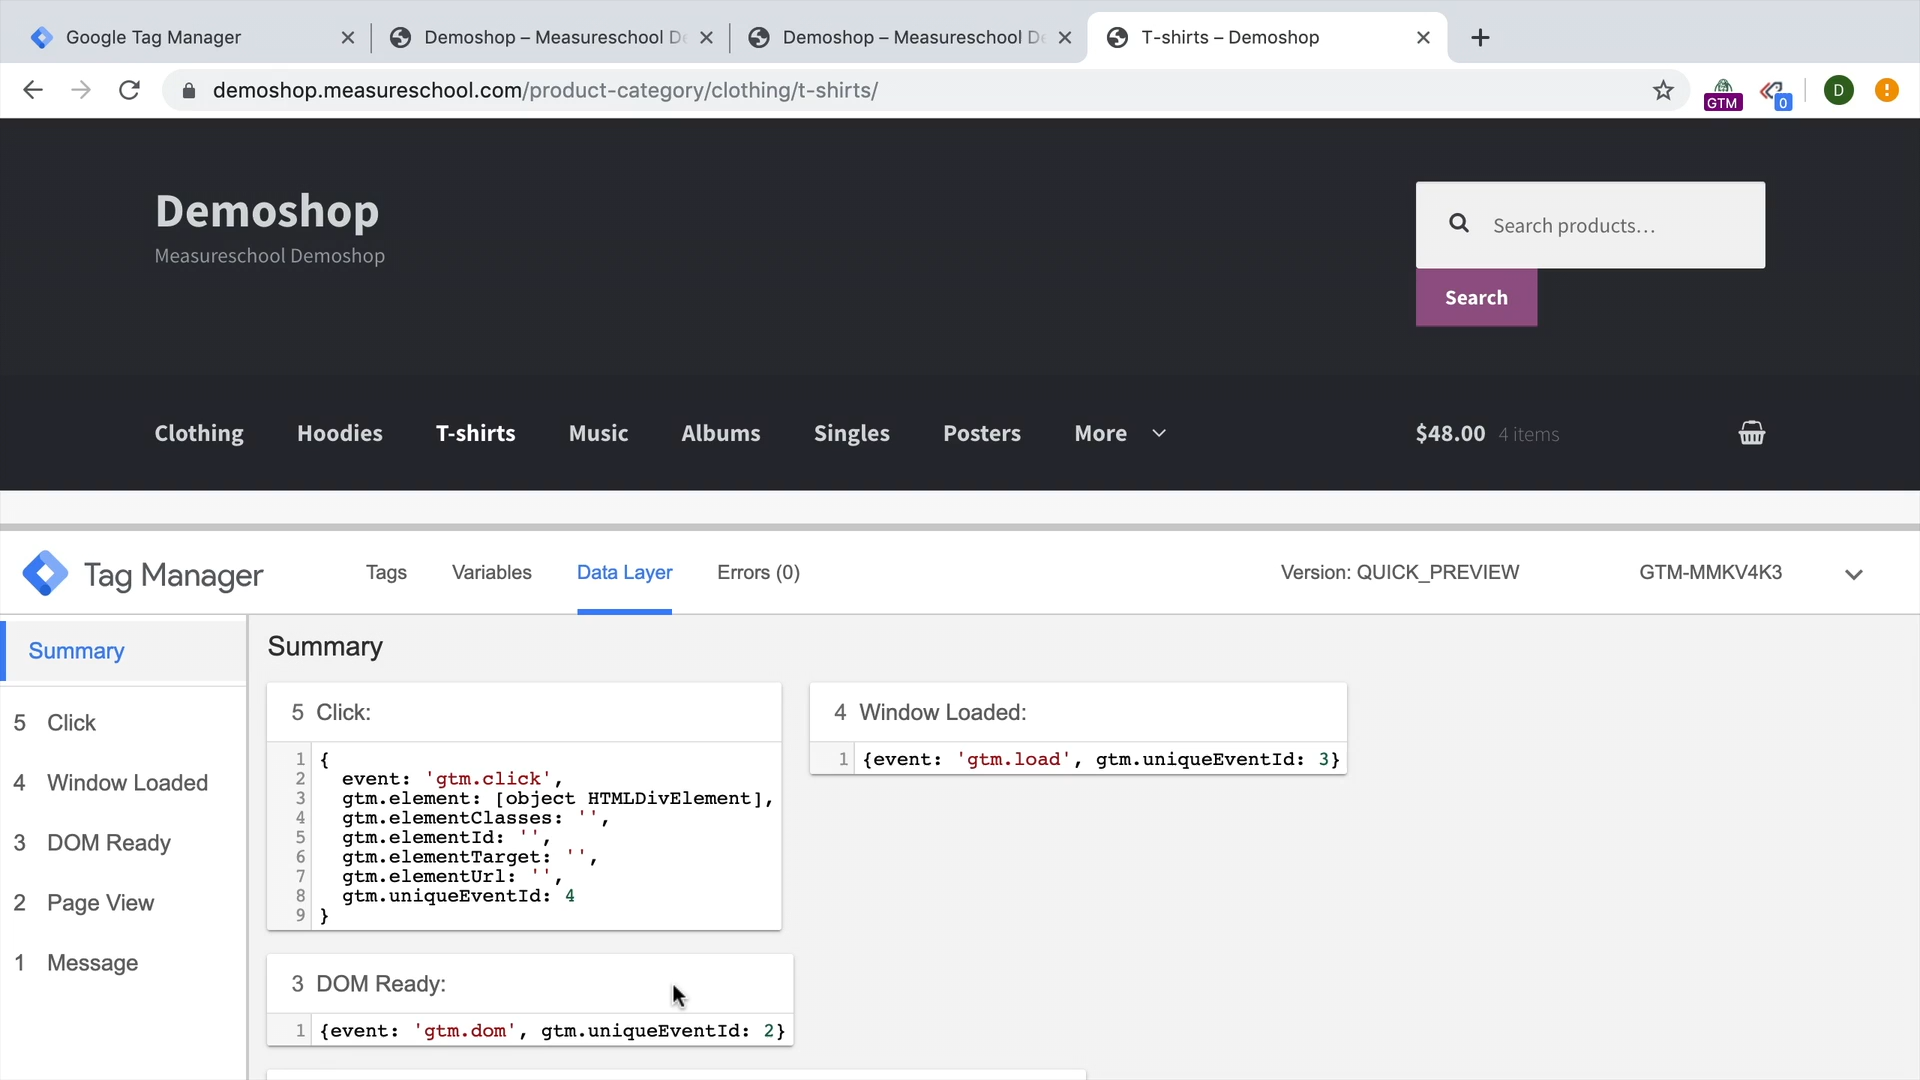 Google Tag Manager
Demoshop – Measureschool De
Demoshop – Measureschool De
T-shirts – Demoshop
demoshop.measureschool.com/product-category/clothing/t-shirts/
GTM
0
D
Demoshop
Measureschool Demoshop
Search products…
Search
Clothing Hoodies T-shirts Music Albums Singles Posters More $48.00 4 items
Tag Manager Tags Variables Data Layer Errors (0) Version: QUICK_PREVIEW GTM-MMKV4K3
Summary
5 Click
4 Window Loaded
3 DOM Ready
2 Page View
1 Message
Summary
5 Click:
1 {
2 event: 'gtm.click',
3 gtm.element: [object HTMLDivElement],
4 gtm.elementClasses: '',
5 gtm.elementId: '',
6 gtm.elementTarget: '',
7 gtm.elementUrl: '',
8 gtm.uniqueEventId: 4
9 }
4 Window Loaded:
1 {event: 'gtm.load', gtm.uniqueEventId: 3}
3 DOM Ready:
1 {event: 'gtm.dom', gtm.uniqueEventId: 2}